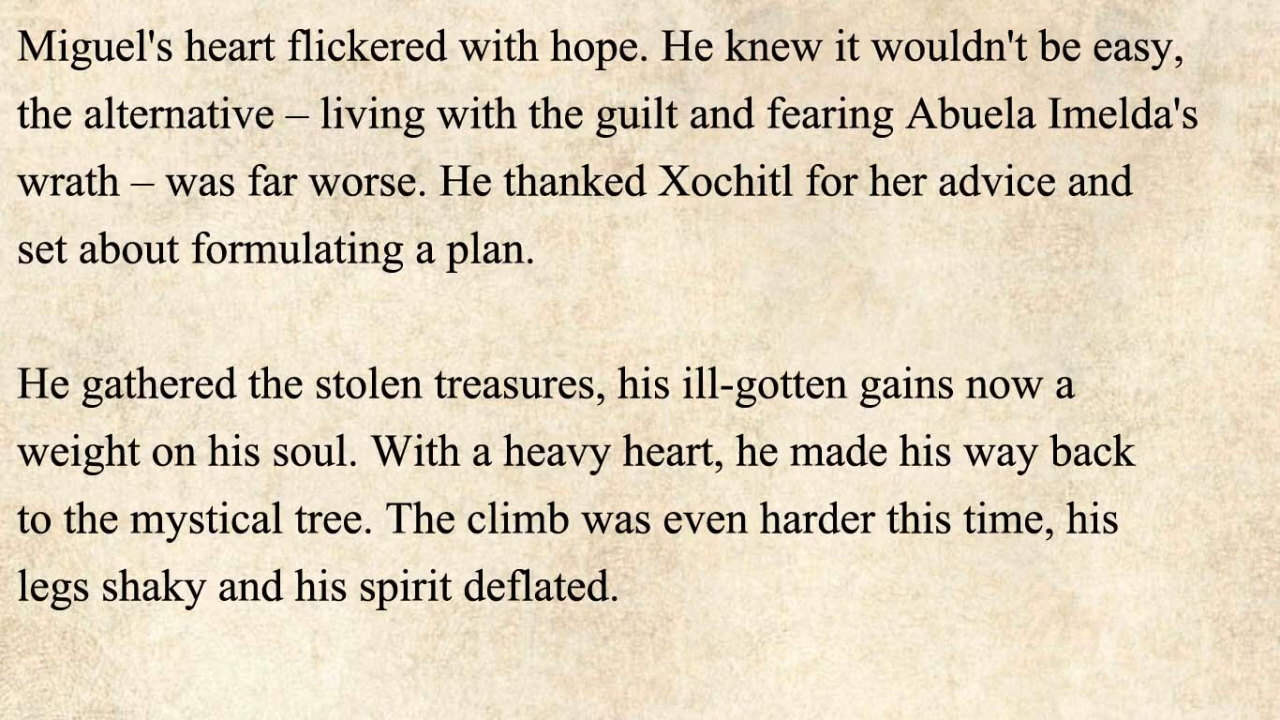 Miguel's heart flickered with hope. He knew it wouldn't be easy,
the alternative – living with the guilt and fearing Abuela Imelda's
wrath – was far worse. He thanked Xochitl for her advice and
set about formulating a plan.
He gathered the stolen treasures, his ill-gotten gains now a
weight on his soul. With a heavy heart, he made his way back
to the mystical tree. The climb was even harder this time, his
legs shaky and his spirit deflated.